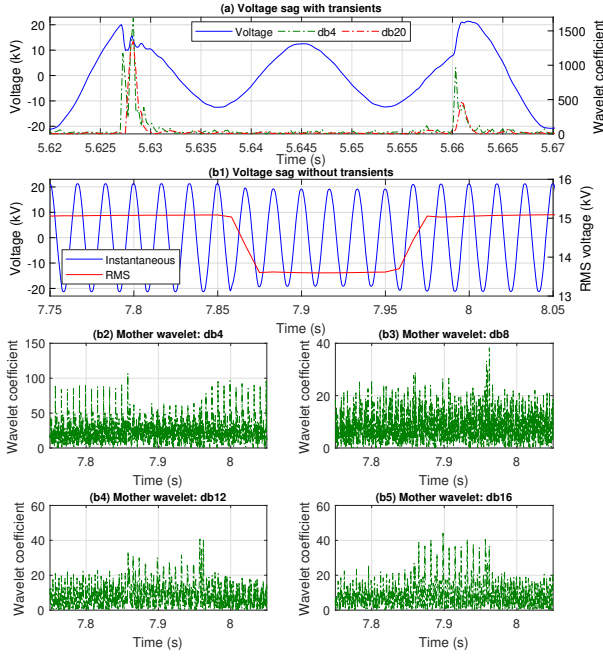 (a) Voltage sag with transients
Voltage db4 db20
Voltage (kV)
20
10
0
-10
-20
Wavelet coefficient
1500
1000
500
0
5.62 5.625 5.63 5.635 5.64 5.645 5.65 5.655 5.66 5.665 5.67
Time (s)
(b1) Voltage sag without transients
Voltage (kV)
20
10
0
-10
-20
Instantaneous
RMS
RMS voltage (kV)
16
15
14
13
7.75 7.8 7.85 7.9 7.95 8 8.05
Time (s)
(b2) Mother wavelet: db4
Wavelet coefficient
150
100
50
0
7.8 7.9 8
Time (s)
(b3) Mother wavelet: db8
Wavelet coefficient
40
20
0
7.8 7.9 8
Time (s)
(b4) Mother wavelet: db12
Wavelet coefficient
60
40
20
0
7.8 7.9 8
Time (s)
(b5) Mother wavelet: db16
Wavelet coefficient
60
40
20
0
7.8 7.9 8
Time (s)